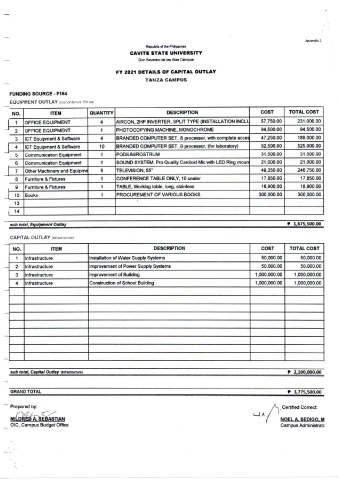 Appendix 2
Republic of the Philippines
CAVITE STATE UNIVERSITY
Don Severino de las Alas Campus
FY 2021 DETAILS OF CAPITAL OUTLAY
TANZA CAMPUS
FUNDING SOURCE - F164
EQUIPMENT OUTLAY
NO. ITEM QUANTITY DESCRIPTION COST TOTAL COST
1 OFFICE EQUIPMENT 4 AIRCON, 2HP INVERTER, SPLIT TYPE (INSTALLATION INCLU 57,750.00 231,000.00
2 OFFICE EQUIPMENT 1 PHOTOCOPYING MACHINE, MONOCHROME 94,500.00 94,500.00
3 ICT Equipment & Software 4 BRANDED COMPUTER SET, processor, with complete acces 47,250.00 189,000.00
4 ICT Equipment & Software 10 BRANDED COMPUTER SET, processor, (for laboratory) 52,500.00 525,000.00
5 Communication Equipment 1 PODIUM/ROSTRUM 31,500.00 31,500.00
6 Communication Equipment 1 SOUND SYSTEM, Pro Quality Cardioid Mic with LED Ring moun 21,000.00 21,000.00
7 Other Machinery and Equipme 5 TELEVISION, 55" 49,350.00 246,750.00
8 Furniture & Fixtures 1 CONFERENCE TABLE ONLY, 10 seater 17,850.00 17,850.00
9 Furniture & Fixtures 1 TABLE, Working table, long, stainless 18,900.00 18,900.00
10 Books 1 PROCUREMENT OF VARIOUS BOOKS 300,000.00 300,000.00
13
14
sub total, Equipment Outlay ₱ 1,675,500.00
CAPITAL OUTLAY
NO. ITEM DESCRIPTION COST TOTAL COST
1 Infrastructure Installation of Water Supply Systems 50,000.00 50,000.00
2 Infrastructure Improvement of Power Supply Systems 50,000.00 50,000.00
3 Infrastructure Improvement of Building 1,000,000.00 1,000,000.00
4 Infrastructure Construction of School Building 1,000,000.00 1,000,000.00
sub total, Capital Outlay (Infrastructure) ₱ 2,100,000.00
GRAND TOTAL ₱ 3,775,500.00
Prepared by: Certified Correct:
MILDRED A. SEBASTIAN NOEL A. SEDIGO, M
OIC, Campus Budget Office Campus Administrato